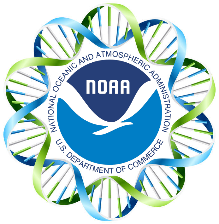 NATIONAL OCEANIC AND ATMOSPHERIC ADMINISTRATION
NOAA
U.S. DEPARTMENT OF COMMERCE